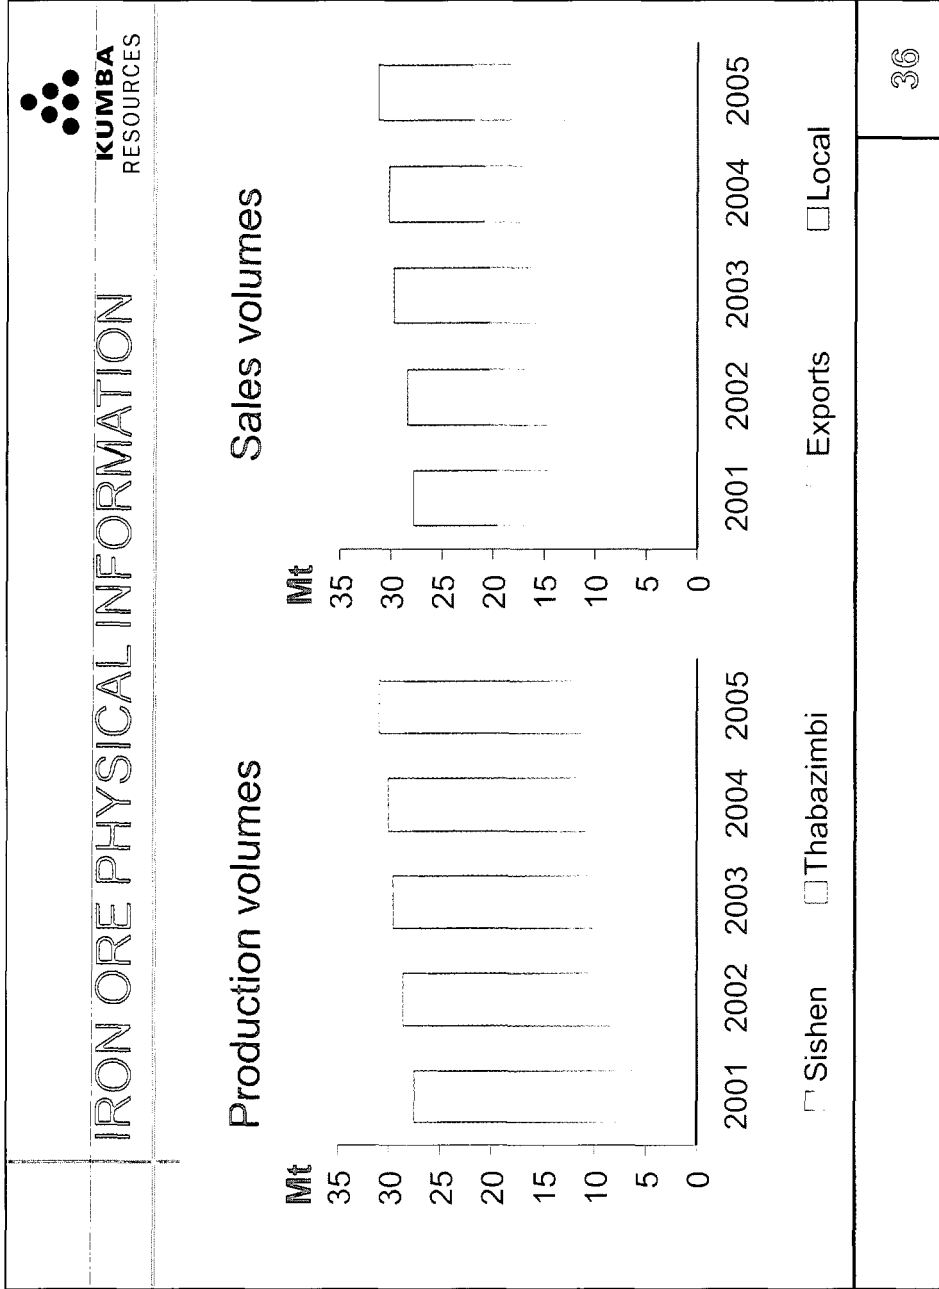 KUMBA
RESOURCES
IRON ORE PHYSICAL INFORMATION
Production volumes
Mt
35
30
25
20
15
10
5
0
2001 2002 2003 2004 2005
Sishen Thabazimbi
Sales volumes
Mt
35
30
25
20
15
10
5
0
2001 2002 2003 2004 2005
Exports Local
36